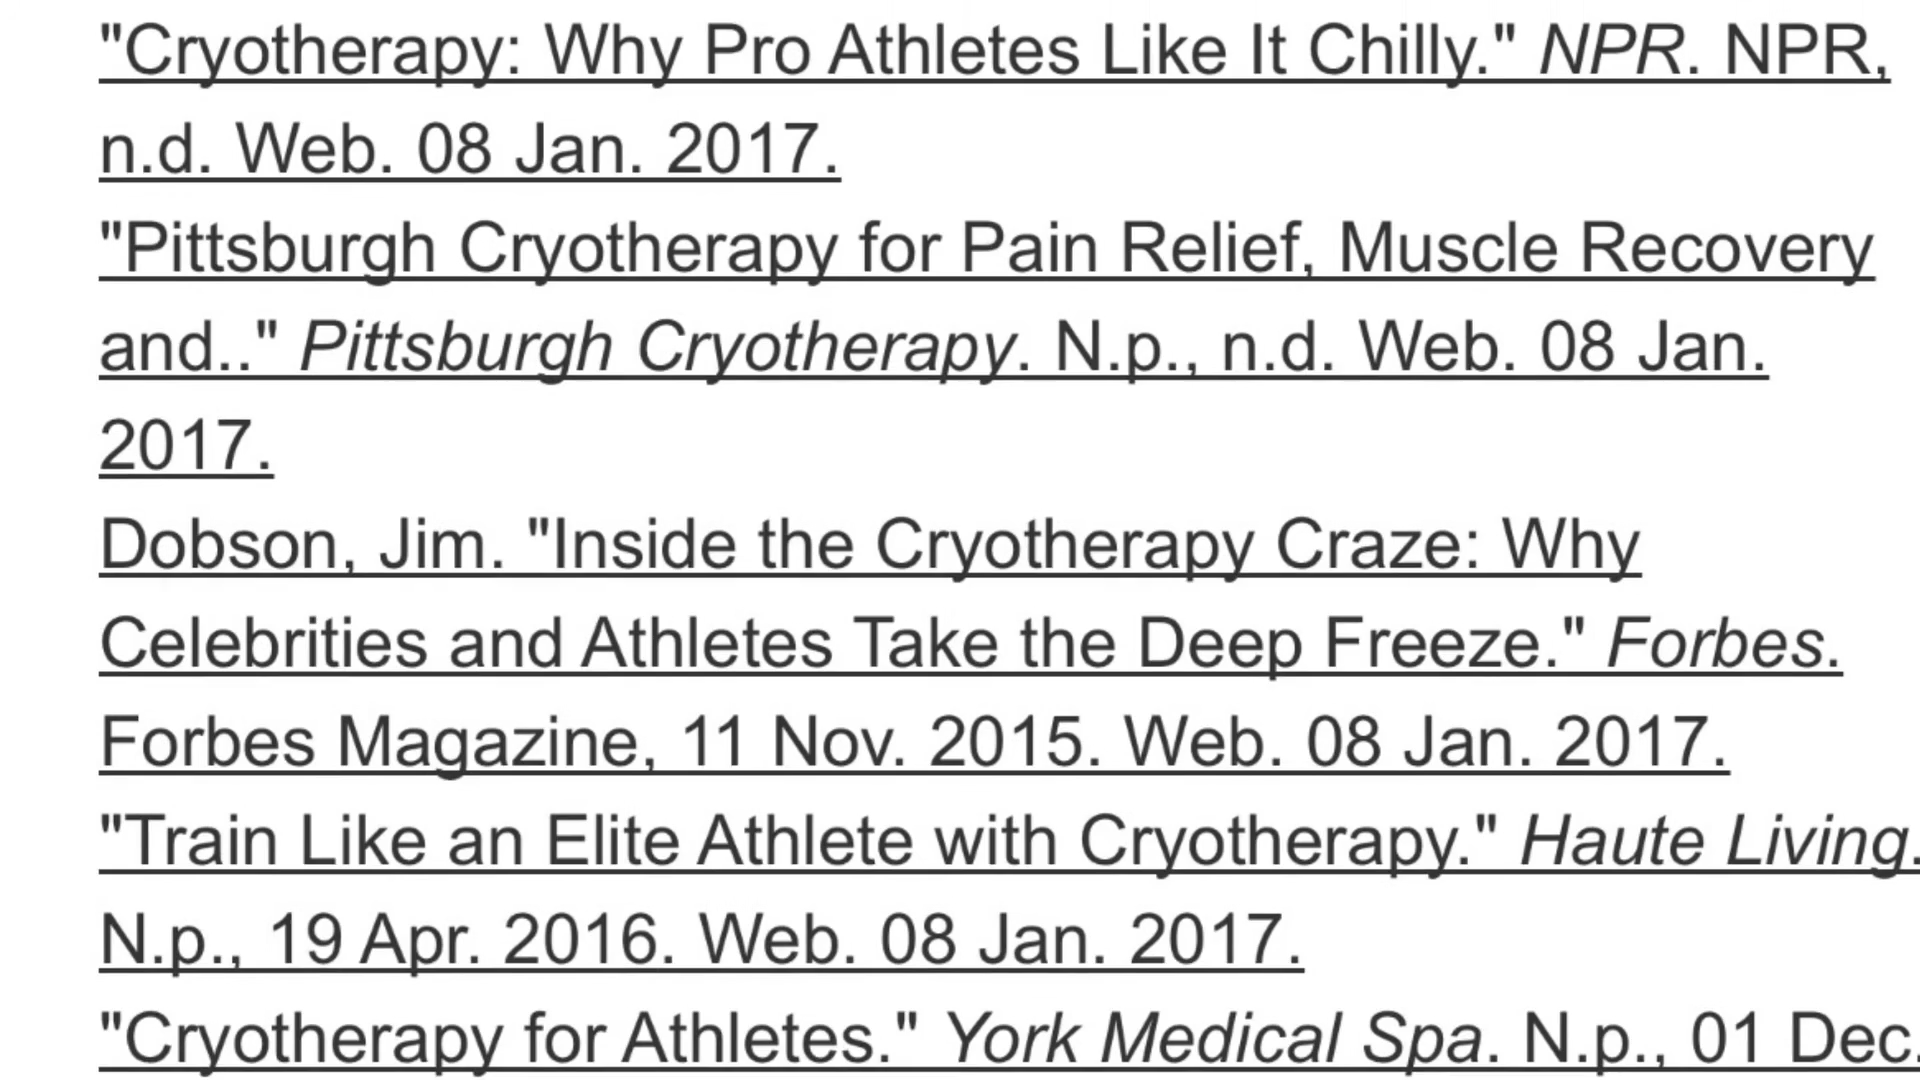 "Cryotherapy: Why Pro Athletes Like It Chilly." NPR. NPR,
n.d. Web. 08 Jan. 2017.
"Pittsburgh Cryotherapy for Pain Relief, Muscle Recovery
and.." Pittsburgh Cryotherapy. N.p., n.d. Web. 08 Jan.
2017.
Dobson, Jim. "Inside the Cryotherapy Craze: Why
Celebrities and Athletes Take the Deep Freeze." Forbes.
Forbes Magazine, 11 Nov. 2015. Web. 08 Jan. 2017.
"Train Like an Elite Athlete with Cryotherapy." Haute Living.
N.p., 19 Apr. 2016. Web. 08 Jan. 2017.
"Cryotherapy for Athletes." York Medical Spa. N.p., 01 Dec.